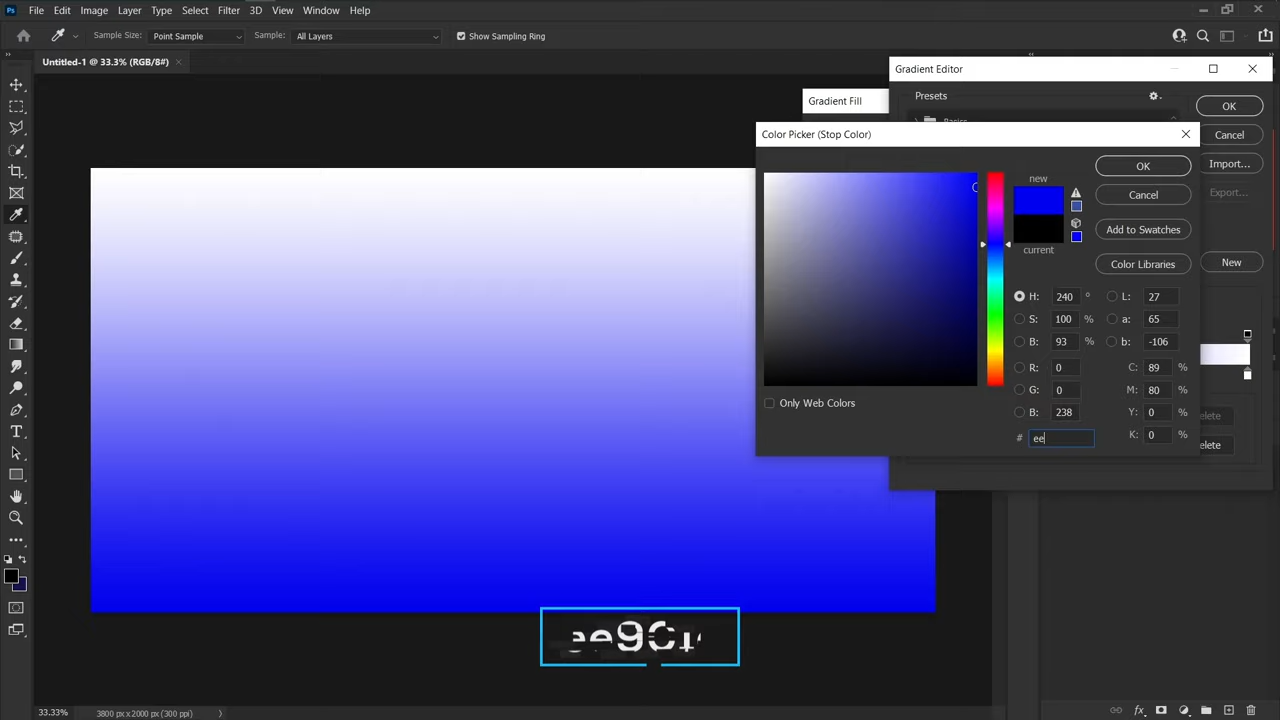 Ps File Edit Image Layer Type Select Filter 3D View Window Help
Sample Size: Point Sample Sample: All Layers Show Sampling Ring
Untitled-1 @ 33.3% (RGB/8#)
Gradient Editor
Presets
OK
Gradient Fill
Basics
Color Picker (Stop Color)
Cancel
Import...
Export...
new
OK
Cancel
Add to Swatches
current
Color Libraries
New
H: 240 ° L: 27
S: 100 % a: 65
B: 93 % b: -106
R: 0 C: 89 %
G: 0 M: 80 %
B: 238 Y: 0 %
# ee K: 0 %
Only Web Colors
33.33% 3800 px x 2000 px (300 ppi)